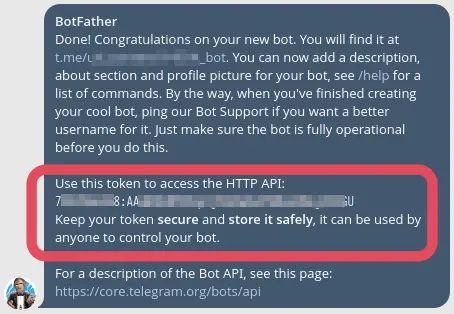 BotFather
Done! Congratulations on your new bot. You will find it at
t.me/u _bot. You can now add a description,
about section and profile picture for your bot, see /help for a
list of commands. By the way, when you've finished creating
your cool bot, ping our Bot Support if you want a better
username for it. Just make sure the bot is fully operational
before you do this.
Use this token to access the HTTP API:
7 8:AA GU
Keep your token secure and store it safely, it can be used by
anyone to control your bot.
For a description of the Bot API, see this page:
https://core.telegram.org/bots/api